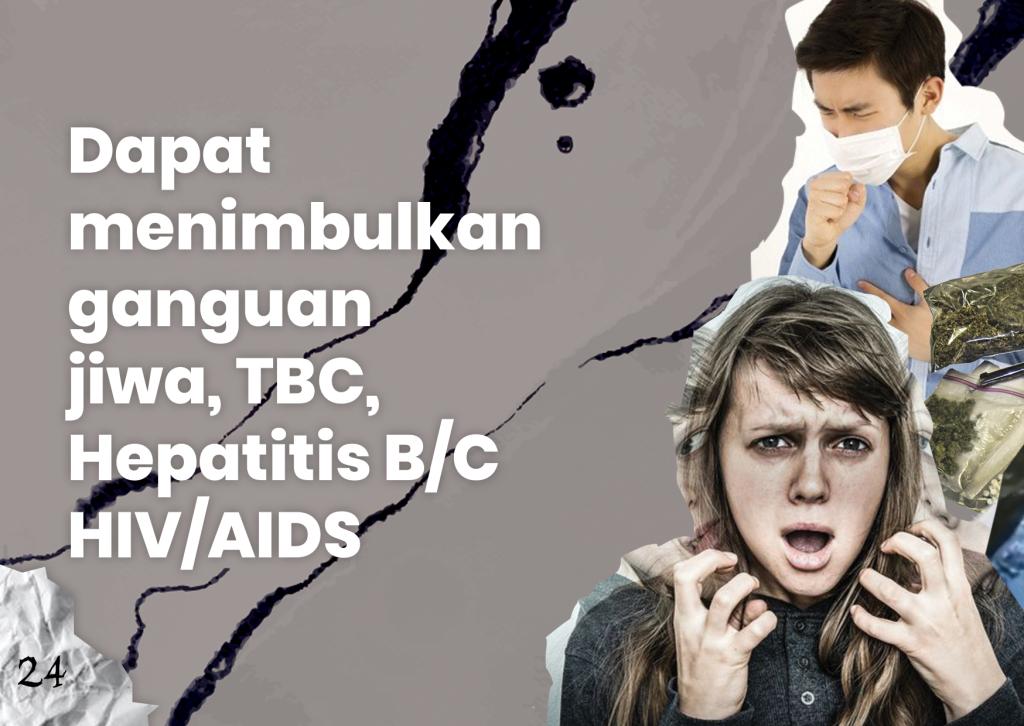 Dapat
menimbulkan
ganguan
jiwa, TBC,
Hepatitis B/C
HIV/AIDS
24